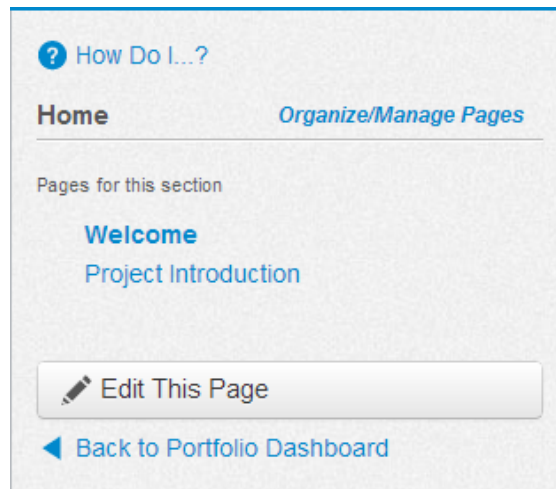 ? How Do I...?
Home Organize/Manage Pages
Pages for this section
Welcome
Project Introduction
Edit This Page
Back to Portfolio Dashboard